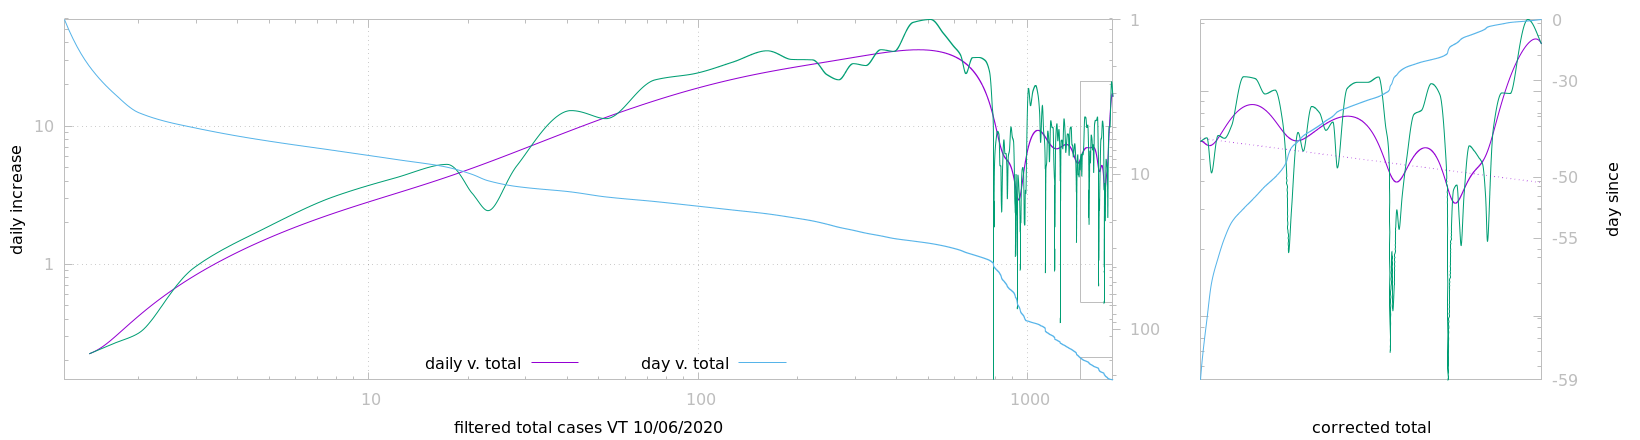 1
0
-30
10
10
1
-50
daily increase
day since
-55
100
daily v. total
day v. total
-59
10
100
1000
filtered total cases VT 10/06/2020
corrected total